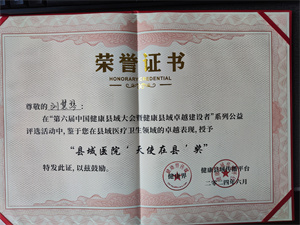 荣誉证书
HONORARY CREDENTIAL
尊敬的
在“第六届中国健康县域大会暨健康县域卓越建设者”系列公益
评选活动中，鉴于您在县域医疗卫生领域的卓越表现，授予
“县域医院‘天使在县’奖”
特发此证，以兹鼓励。
健康县域传播平台
二〇二四年六月